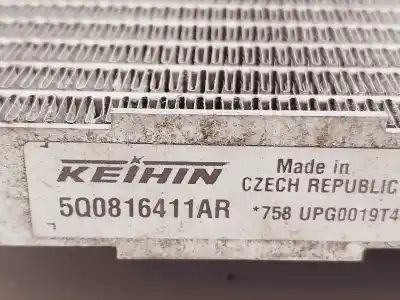 KEIHIN
Made in
CZECH REPUBLIC
5Q0816411AR
*758 UPG0019T4